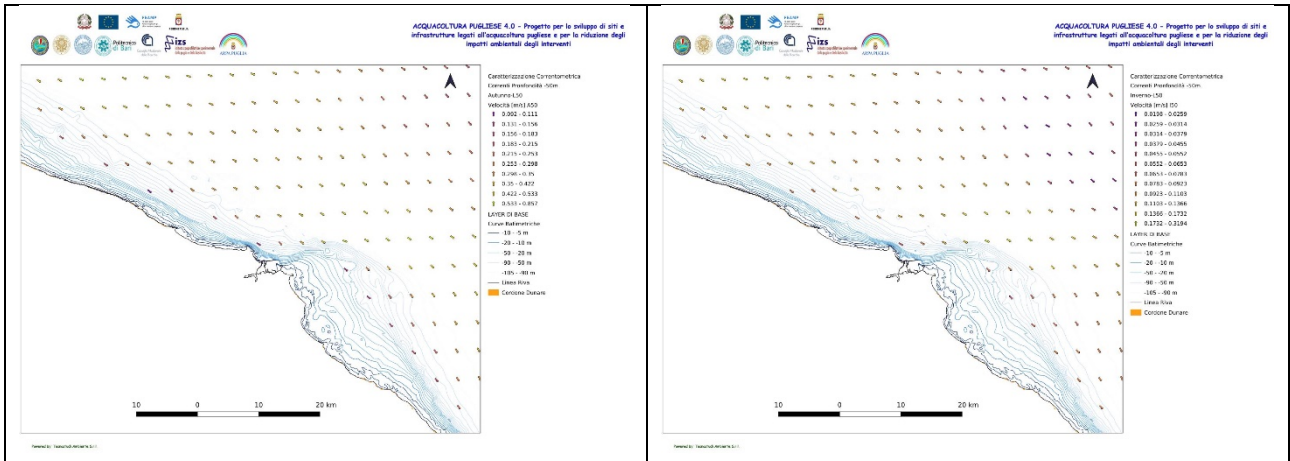 ACQUACOLTURA PUGLIESE 4.0 - Progetto per lo sviluppo di siti e
infrastrutture legati all'acquacoltura pugliese e per la riduzione degli
impatti ambientali degli interventi
Politecnico
di Bari
izs
ARPA PUGLIA
Caratterizzazione Correntometrica
Correnti Profondità -50m
Autunno-L50
Velocità [m/s] A50
0.002 - 0.111
0.131 - 0.156
0.156 - 0.183
0.183 - 0.215
0.215 - 0.253
0.253 - 0.298
0.298 - 0.35
0.35 - 0.422
0.422 - 0.533
0.533 - 0.857
LAYER DI BASE
Curve Batimetriche
-10 - -5 m
-20 - -10 m
-50 - -20 m
-90 - -50 m
-105 - -90 m
Linea Riva
Cordone Dunare
10 0 10 20 km
ACQUACOLTURA PUGLIESE 4.0 - Progetto per lo sviluppo di siti e
infrastrutture legati all'acquacoltura pugliese e per la riduzione degli
impatti ambientali degli interventi
Politecnico
di Bari
izs
ARPA PUGLIA
Caratterizzazione Correntometrica
Correnti Profondità -50m
Inverno-L50
Velocità [m/s] I50
0.0198 - 0.0259
0.0259 - 0.0314
0.0314 - 0.0379
0.0379 - 0.0455
0.0455 - 0.0552
0.0552 - 0.0653
0.0653 - 0.0783
0.0783 - 0.0923
0.0923 - 0.1103
0.1103 - 0.1366
0.1366 - 0.1732
0.1732 - 0.3194
LAYER DI BASE
Curve Batimetriche
-10 - -5 m
-20 - -10 m
-50 - -20 m
-90 - -50 m
-105 - -90 m
Linea Riva
Cordone Dunare
10 0 10 20 km